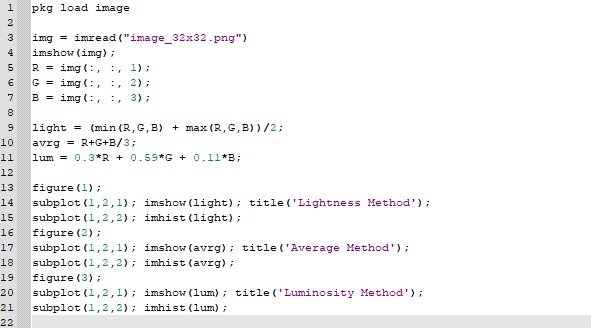 1 pkg load image
2
3 img = imread("image_32x32.png")
4 imshow(img);
5 R = img(:, :, 1);
6 G = img(:, :, 2);
7 B = img(:, :, 3);
8
9 light = (min(R,G,B) + max(R,G,B))/2;
10 avrg = R+G+B/3;
11 lum = 0.3*R + 0.59*G + 0.11*B;
12
13 figure(1);
14 subplot(1,2,1); imshow(light); title('Lightness Method');
15 subplot(1,2,2); imhist(light);
16 figure(2);
17 subplot(1,2,1); imshow(avrg); title('Average Method');
18 subplot(1,2,2); imhist(avrg);
19 figure(3);
20 subplot(1,2,1); imshow(lum); title('Luminosity Method');
21 subplot(1,2,2); imhist(lum);
22